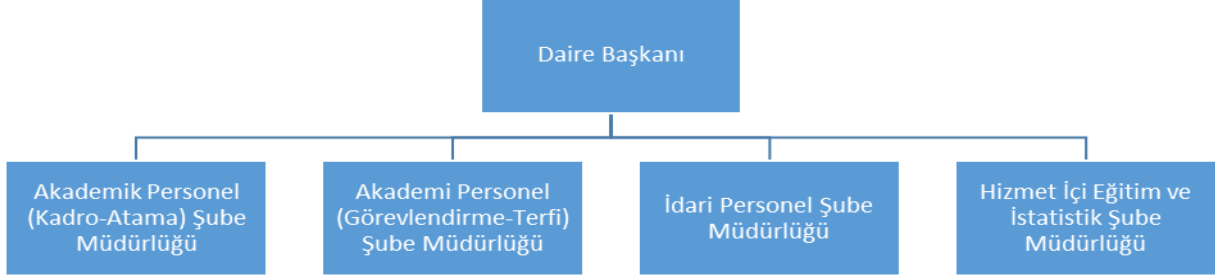 Daire Başkanı
Akademik Personel
(Kadro-Atama) Şube
Müdürlüğü
Akademi Personel
(Görevlendirme-Terfi)
Şube Müdürlüğü
İdari Personel Şube
Müdürlüğü
Hizmet İçi Eğitim ve
İstatistik Şube
Müdürlüğü